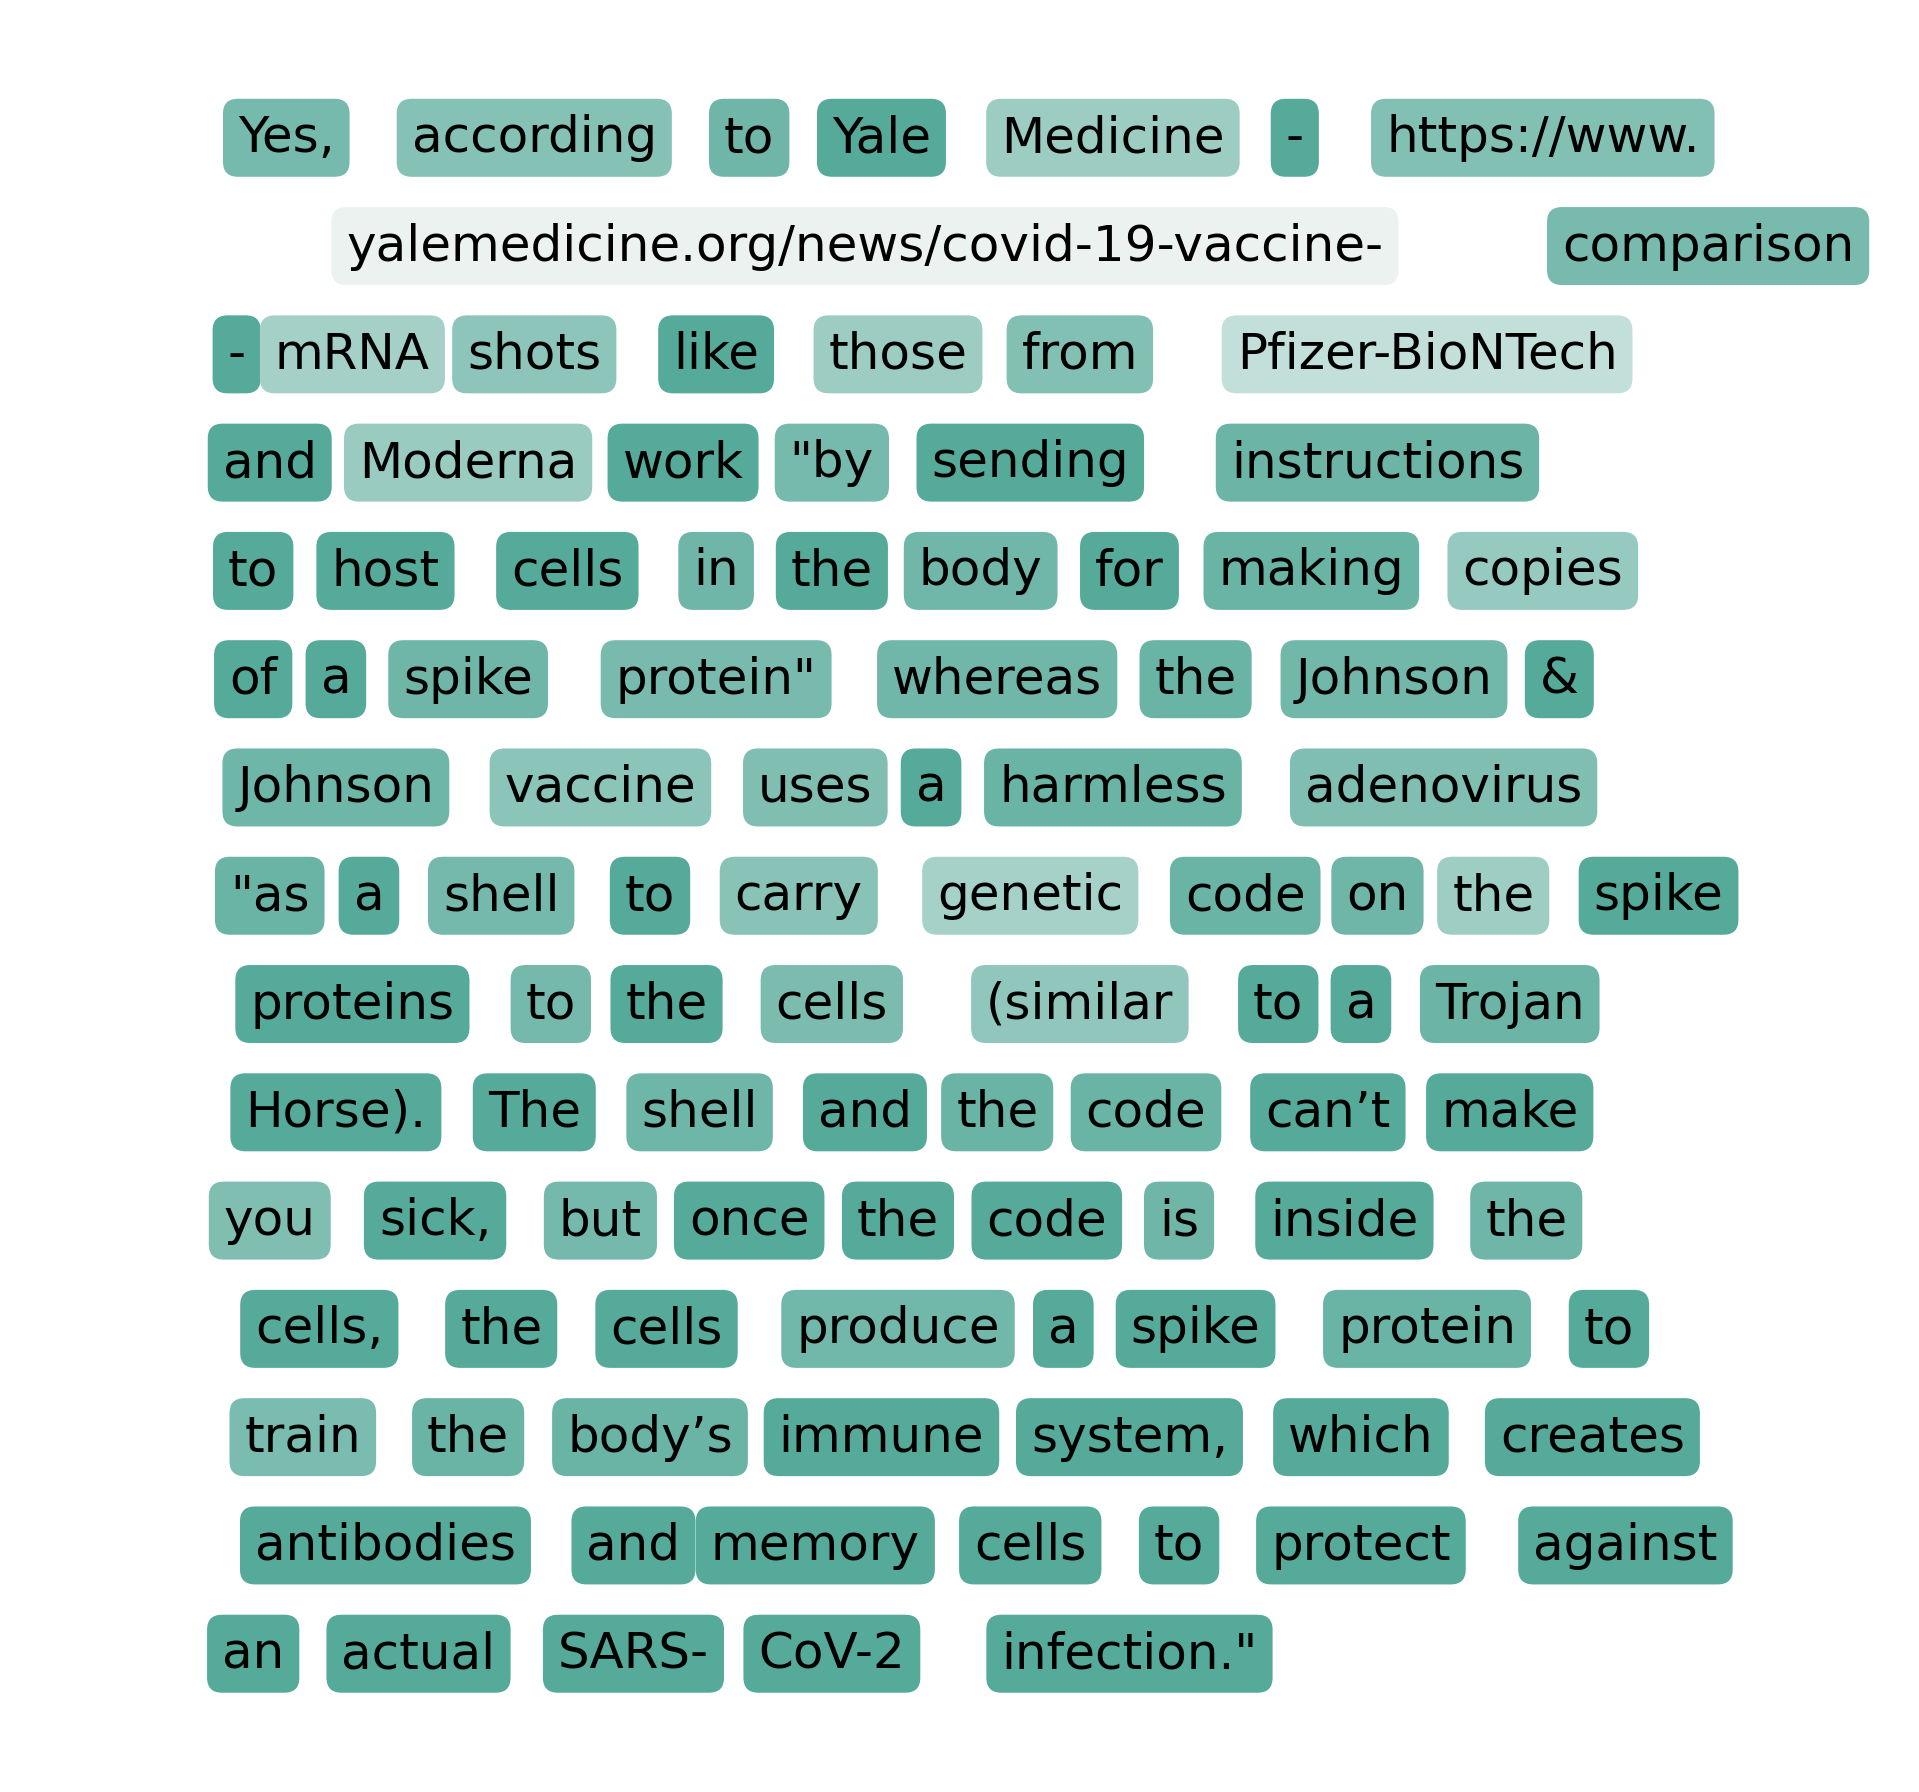 Yes, according to Yale Medicine - https://www.
yalemedicine.org/news/covid-19-vaccine- comparison
- mRNA shots like those from Pfizer-BioNTech
and Moderna work "by sending instructions
to host cells in the body for making copies
of a spike protein" whereas the Johnson &
Johnson vaccine uses a harmless adenovirus
"as a shell to carry genetic code on the spike
proteins to the cells (similar to a Trojan
Horse). The shell and the code can’t make
you sick, but once the code is inside the
cells, the cells produce a spike protein to
train the body’s immune system, which creates
antibodies and memory cells to protect against
an actual SARS- CoV-2 infection."